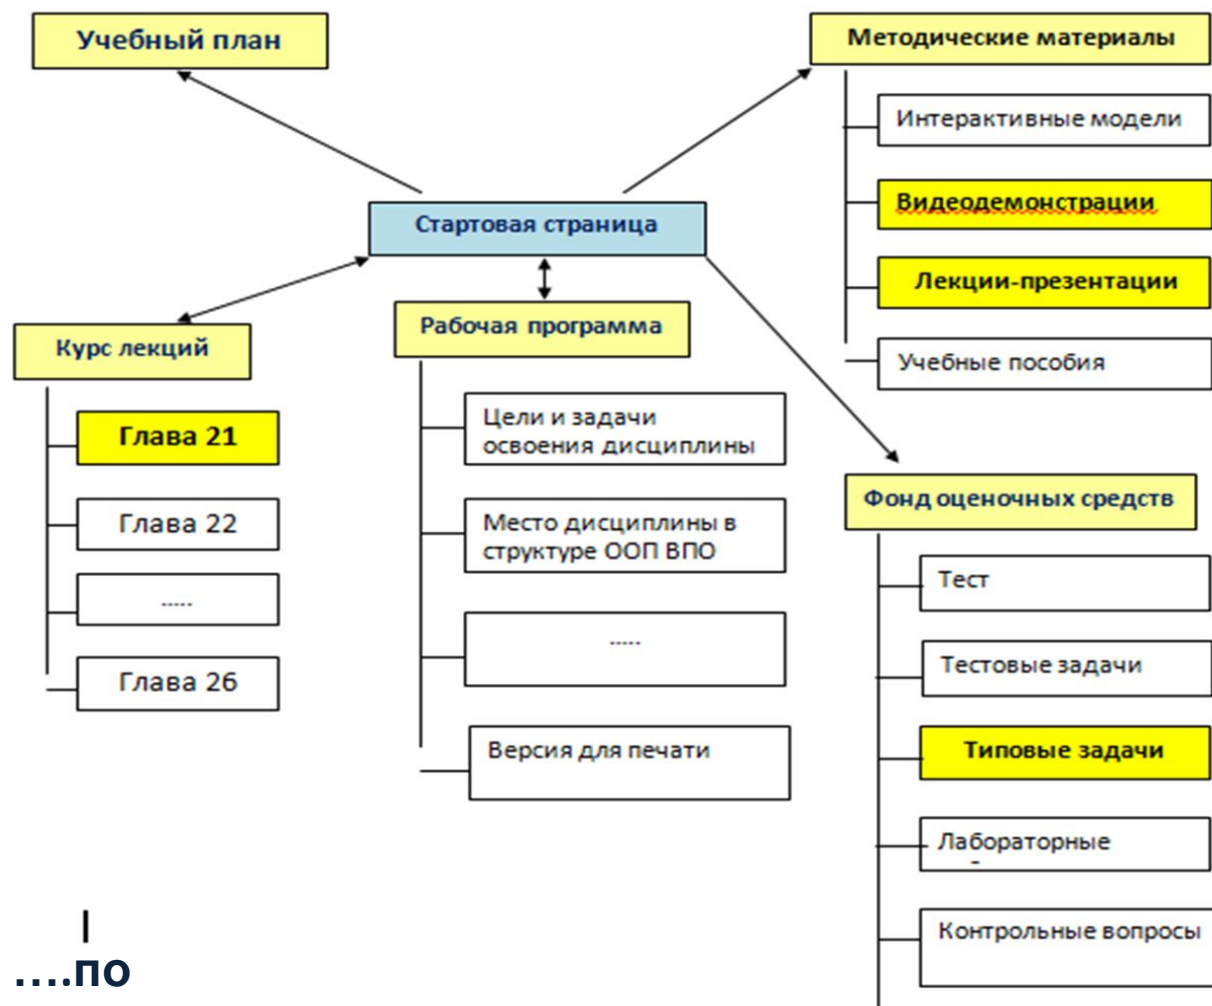 Учебный план
Методические материалы
Интерактивные модели
Видеодемонстрации
Лекции-презентации
Учебные пособия
Стартовая страница
Курс лекций
Глава 21
Глава 22
.....
Глава 26
Рабочая программа
Цели и задачи
освоения дисциплины
Место дисциплины в
структуре ООП ВПО
.....
Версия для печати
Фонд оценочных средств
Тест
Тестовые задачи
Типовые задачи
Лабораторные
Контрольные вопросы
….по